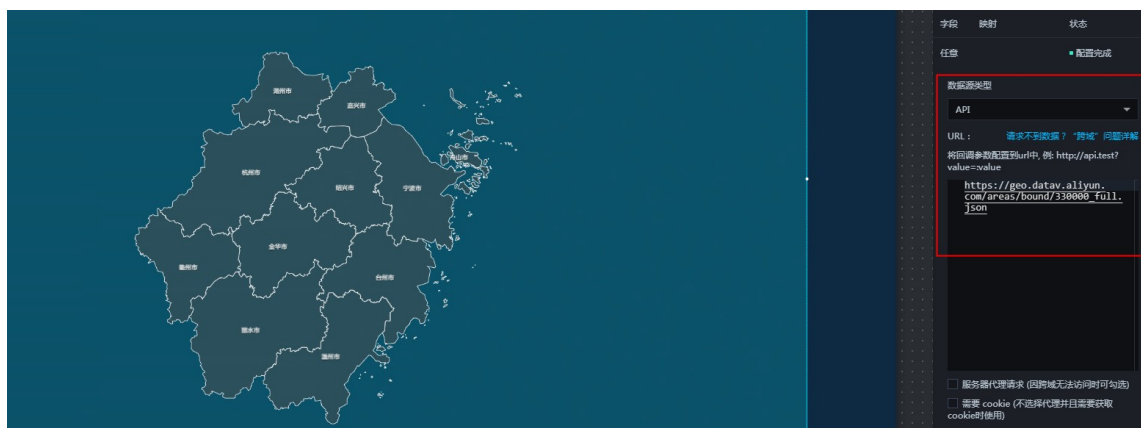 字段 映射 状态
任意 配置完成
数据源类型
API
URL： 请求不到数据？ “跨域”问题详解
将回调参数配置到url中, 例: http://api.test?
value=:value
https://geo.datav.aliyun.
com/areas/bound/330000_full.
json
服务器代理请求 (因跨域无法访问时可勾选)
需要 cookie (不选择代理并且需要获取
cookie时使用)
湖州市
嘉兴市
舟山市
杭州市
绍兴市
宁波市
金华市
衢州市
台州市
丽水市
温州市